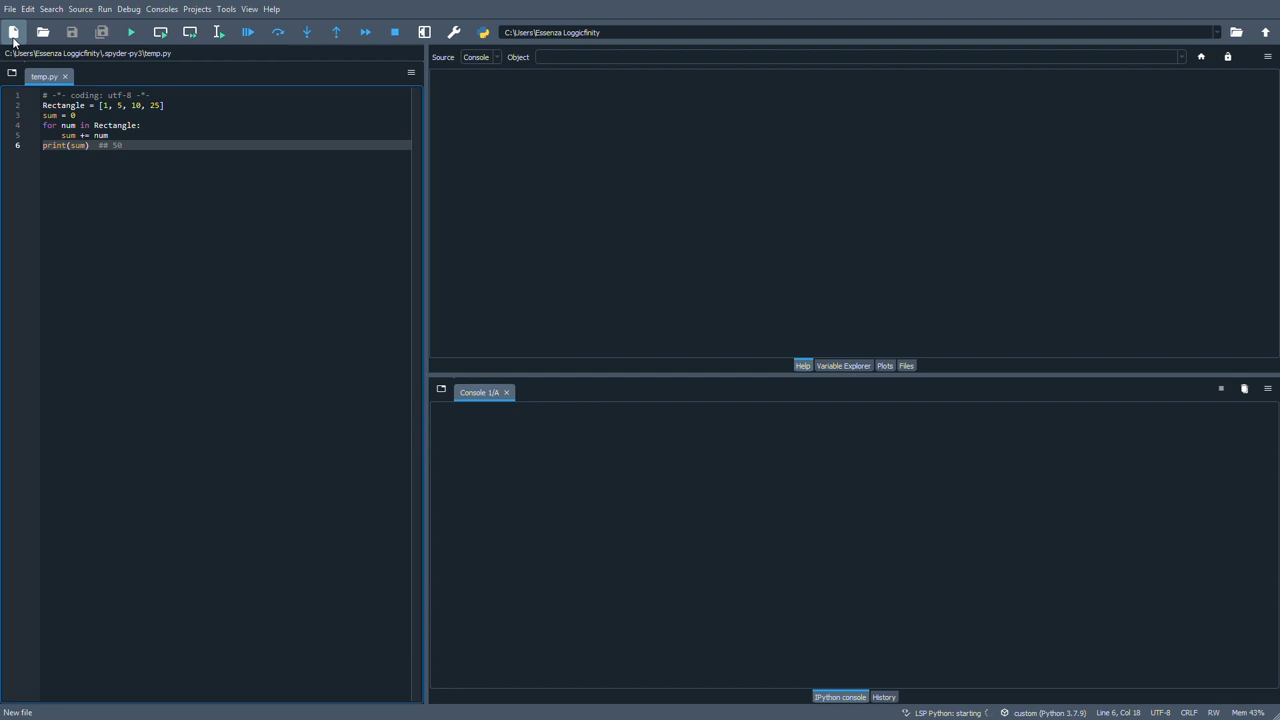 File Edit Search Source Run Debug Consoles Projects Tools View Help
C:\Users\Essenza Loggicfinity
C:\Users\Essenza Loggicfinity\.spyder-py3\temp.py
Source Console Object
temp.py
1 # -*- coding: utf-8 -*-
2 Rectangle = [1, 5, 10, 25]
3 sum = 0
4 for num in Rectangle:
5 sum += num
6 print(sum) ## 50
Help Variable Explorer Plots Files
Console 1/A
IPython console History
New file LSP Python: starting custom (Python 3.7.9) Line 6, Col 18 UTF-8 CRLF RW Mem 43%